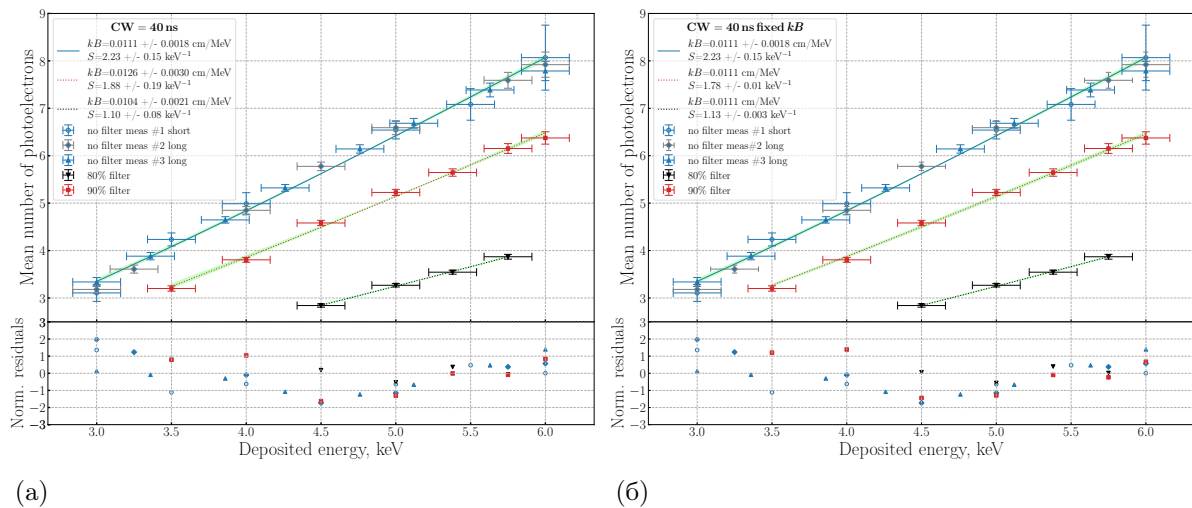 CW = 40 ns
kB=0.0111 +/- 0.0018 cm/MeV
S=2.23 +/- 0.15 keV⁻¹
kB=0.0126 +/- 0.0030 cm/MeV
S=1.88 +/- 0.19 keV⁻¹
kB=0.0104 +/- 0.0021 cm/MeV
S=1.10 +/- 0.08 keV⁻¹
no filter meas #1 short
no filter meas #2 long
no filter meas #3 long
80% filter
90% filter
Mean number of photoelectrons
9
8
7
6
5
4
3
Norm. residuals
3
2
1
0
−1
−2
−3
3.0 3.5 4.0 4.5 5.0 5.5 6.0
Deposited energy, keV
(а)
CW = 40 ns fixed kB
kB=0.0111 +/- 0.0018 cm/MeV
S=2.23 +/- 0.15 keV⁻¹
kB=0.0111 cm/MeV
S=1.78 +/- 0.01 keV⁻¹
kB=0.0111 cm/MeV
S=1.13 +/- 0.003 keV⁻¹
no filter meas #1 short
no filter meas#2 long
no filter meas #3 long
80% filter
90% filter
Mean number of photoelectrons
9
8
7
6
5
4
3
Norm. residuals
3
2
1
0
−1
−2
−3
3.0 3.5 4.0 4.5 5.0 5.5 6.0
Deposited energy, keV
(б)